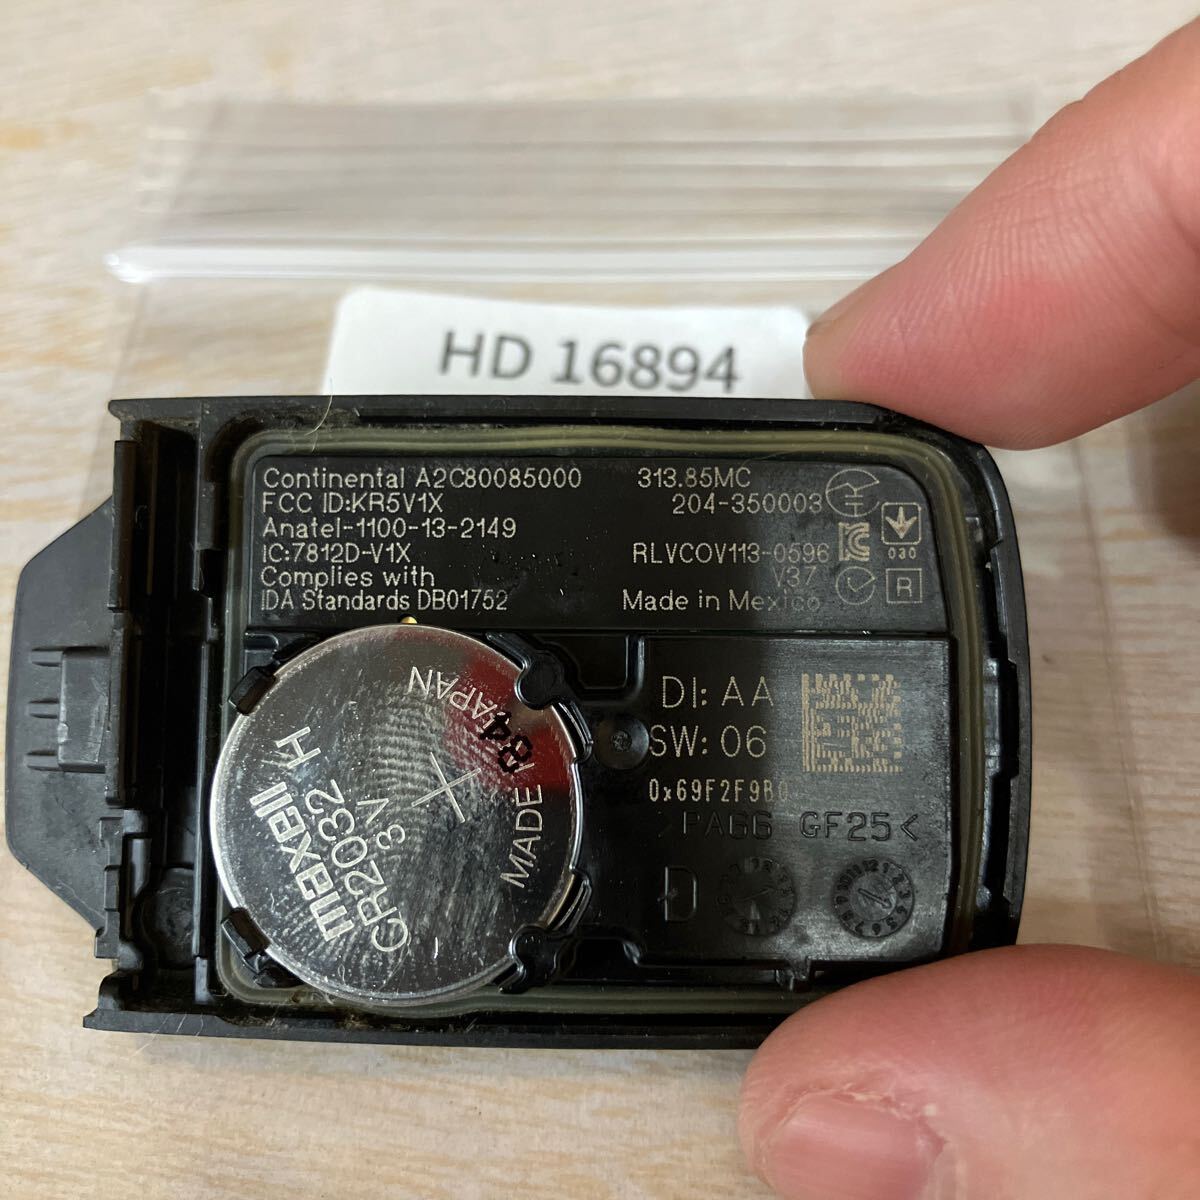 HD 16894
Continental A2C80085000
313.85MC
FCC ID:KR5V1X
204-350003
Anatel-1100-13-2149
030
IC:7812D-V1X
RLVCOV113-0596
Complies with
V37
R
IDA Standards DB01752
Made in Mexico
DI: AA
SW: 06
0x69F2F9B0
>PA66 GF25<
D
maxell H
CR2032
3V
+
MADE JAPAN
84